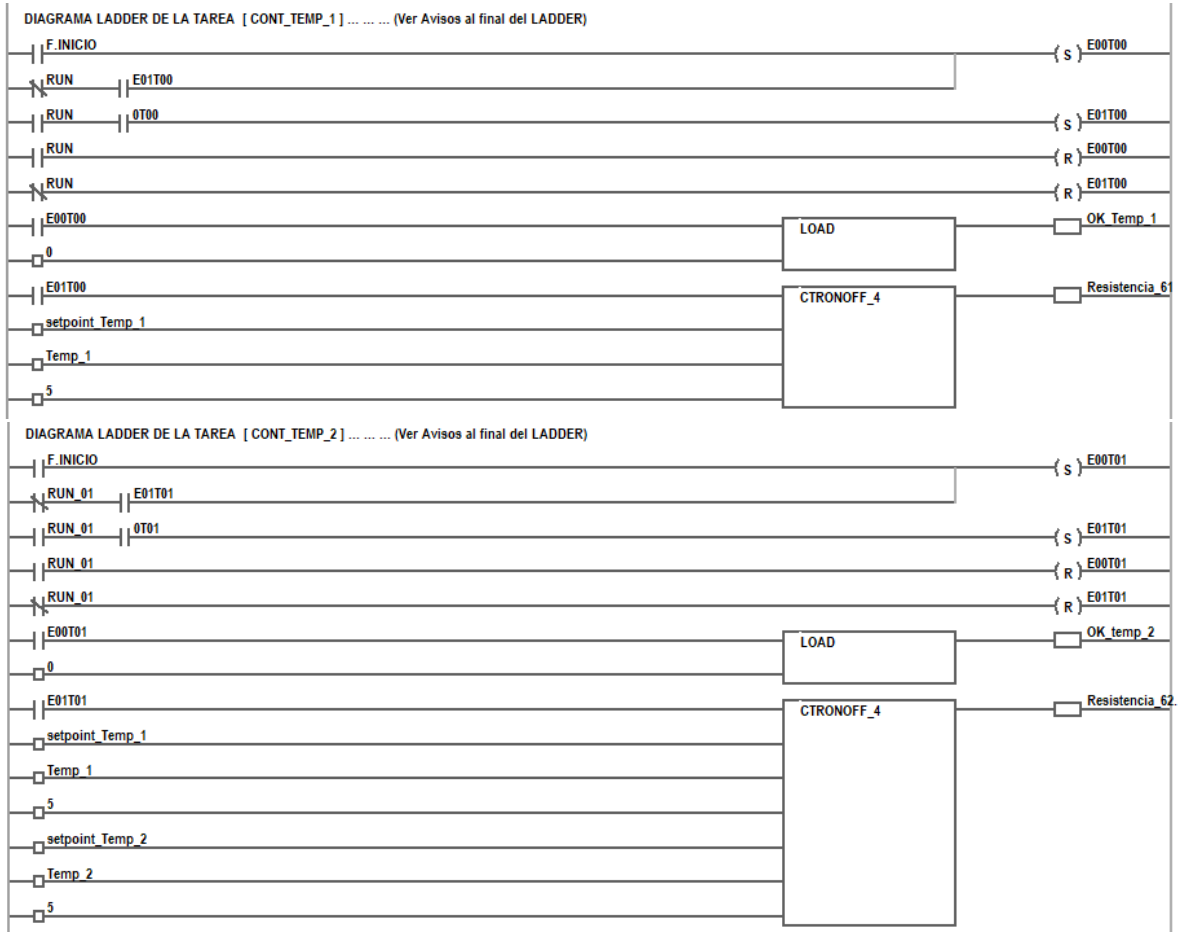 DIAGRAMA LADDER DE LA TAREA [ CONT_TEMP_1 ] ... ... ... (Ver Avisos al final del LADDER)
F.INICIO S E00T00
RUN E01T00
RUN 0T00 S E01T00
RUN R E00T00
RUN R E01T00
E00T00 LOAD OK_Temp_1
0
E01T00 CTRONOFF_4 Resistencia_61
setpoint_Temp_1
Temp_1
5
DIAGRAMA LADDER DE LA TAREA [ CONT_TEMP_2 ] ... ... ... (Ver Avisos al final del LADDER)
F.INICIO S E00T01
RUN_01 E01T01
RUN_01 0T01 S E01T01
RUN_01 R E00T01
RUN_01 R E01T01
E00T01 LOAD OK_temp_2
0
E01T01 CTRONOFF_4 Resistencia_62.
setpoint_Temp_1
Temp_1
5
setpoint_Temp_2
Temp_2
5